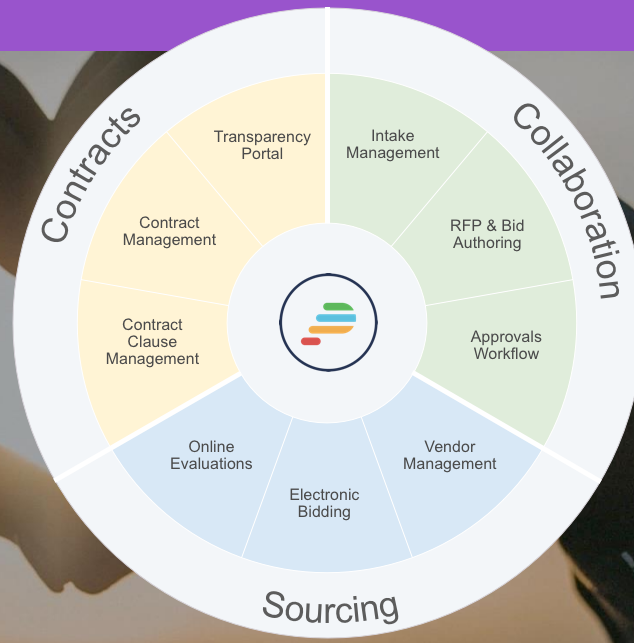 Contracts
Collaboration
Sourcing
Transparency
Portal
Intake
Management
Contract
Management
RFP & Bid
Authoring
Contract
Clause
Management
Approvals
Workflow
Online
Evaluations
Vendor
Management
Electronic
Bidding